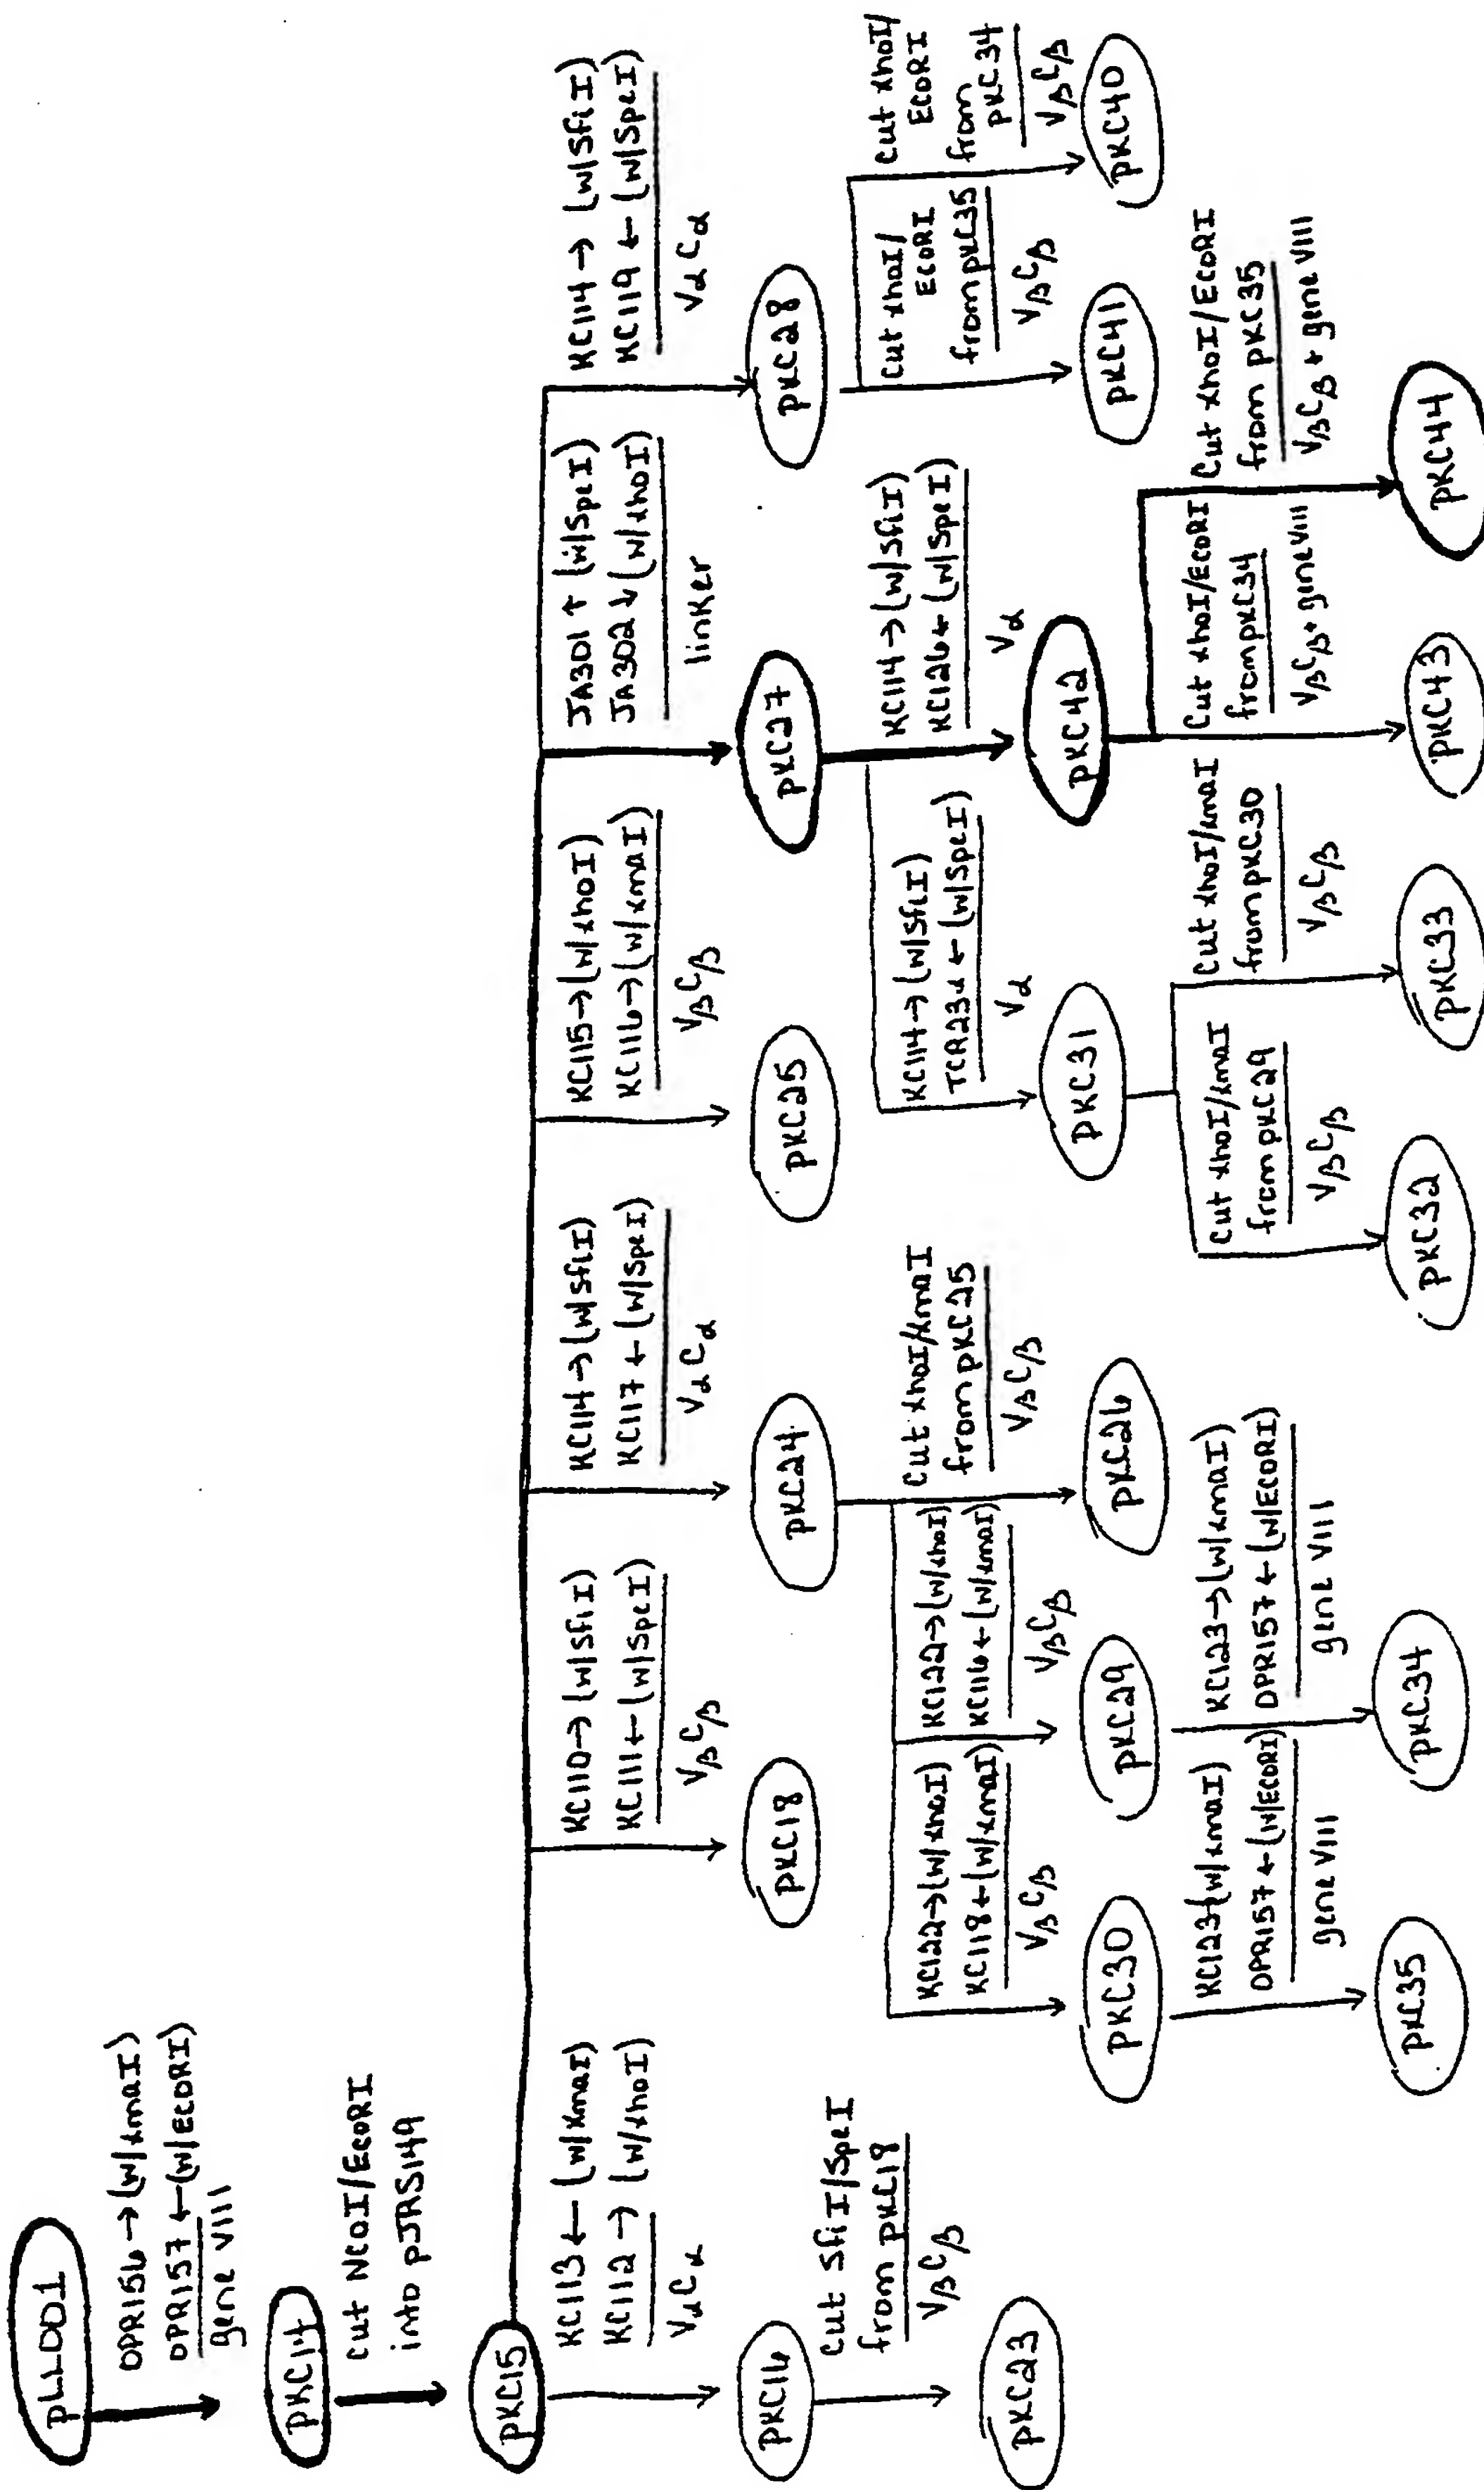 pLLDD1
OPR156 → (w/XmaI)
OPR157 ← (w/ECORI)
gene VIII
PKC14
cut NCOI/EcoRI
into pJRS149
PKC15
KC113 ← (w/XmaI)
KC112 → (w/XhoI)
VαCα
PKC16
Cut SfiI/SpeI
from PKC18
VβCβ
PKC23
KC110 → (w/SfiI)
KC111 ← (w/SpeI)
VβCβ
PKC18
KC114 → (w/SfiI)
KC117 ← (w/SpeI)
VαCα
PKC24
KC122 → (w/XhoI)
KC118 ← (w/XmaI)
VβCβ
PKC30
KC123 → (w/XmaI)
OPR157 ← (w/ECORI)
gene VIII
PKC35
KC122 → (w/XhoI)
KC116 ← (w/XmaI)
VβCβ
PKC29
KC123 → (w/XmaI)
OPR157 ← (w/ECORI)
gene VIII
PKC34
Cut XhoI/XmaI
from PKC25
VβCβ
PKC26
KC115 → (w/XhoI)
KC116 → (w/XmaI)
VβCβ
PKC25
JA301 ↑ (w/SpeI)
JA302 ↓ (w/XhoI)
linker
PKC27
KC114 → (w/SfiI)
TCR23α ← (w/SpeI)
Vα
PKC31
Cut XhoI/XmaI
from PKC29
VβCβ
PKC32
Cut XhoI/XmaI
from PKC30
VβCβ
PKC33
KC114 → (w/SfiI)
KC126 ← (w/SpeI)
Vα
PKC42
Cut XhoI/ECORI
from PKC34
VβCβ + gene VIII
PKC43
Cut XhoI/ECORI
from PKC35
VβCβ + gene VIII
PKC44
KC114 → (w/SfiI)
KC119 ← (w/SpeI)
VαCα
PKC28
Cut XhoI/
ECORI
from PKC35
VβCβ
PKC41
Cut XhoI/
ECORI
from
PKC34
VβCβ
PKC40